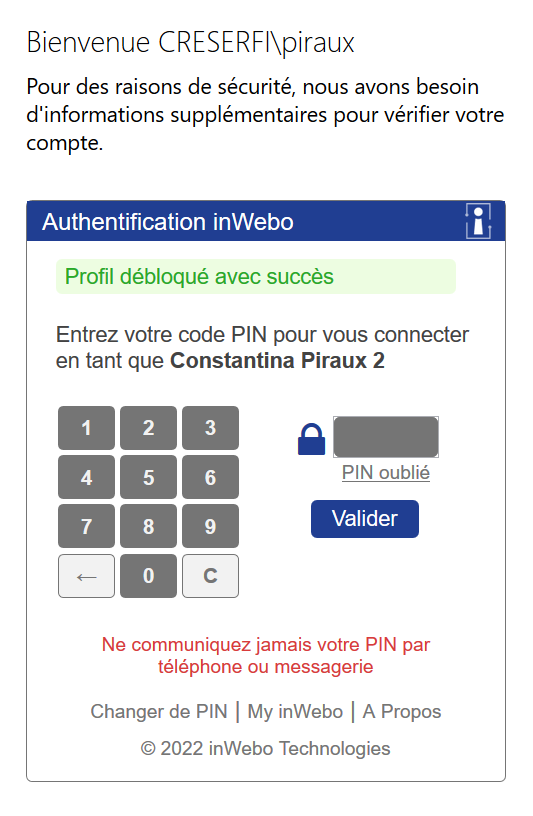 Bienvenue CRESERFI\piraux
Pour des raisons de sécurité, nous avons besoin
d'informations supplémentaires pour vérifier votre
compte.
Authentification inWebo
Profil débloqué avec succès
Entrez votre code PIN pour vous connecter
en tant que Constantina Piraux 2
1 2 3
4 5 6
7 8 9
← 0 C
PIN oublié
Valider
Ne communiquez jamais votre PIN par
téléphone ou messagerie
Changer de PIN | My inWebo | A Propos
© 2022 inWebo Technologies